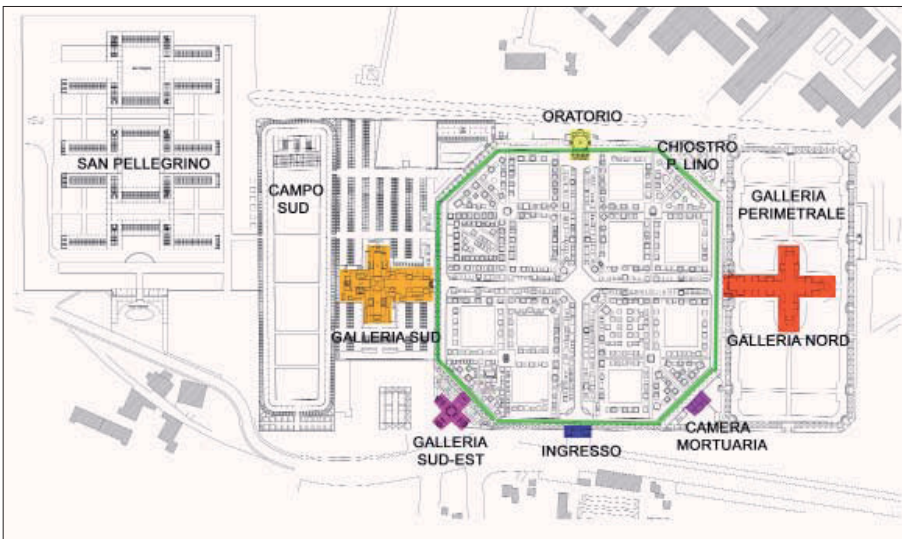 ORATORIO
CHIOSTRO
P. LINO
SAN PELLEGRINO
CAMPO
SUD
GALLERIA
PERIMETRALE
GALLERIA SUD
GALLERIA NORD
GALLERIA
SUD-EST
INGRESSO
CAMERA
MORTUARIA